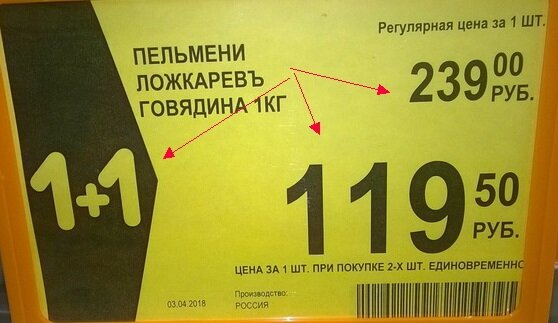 Регулярная цена за 1 ШТ.
ПЕЛЬМЕНИ
ЛОЖКАРЕВЪ
ГОВЯДИНА 1КГ
239 00
РУБ.
1+1
119 50
РУБ.
ЦЕНА ЗА 1 ШТ. ПРИ ПОКУПКЕ 2-Х ШТ. ЕДИНОВРЕМЕННО
03.04.2018
Производство:
РОССИЯ